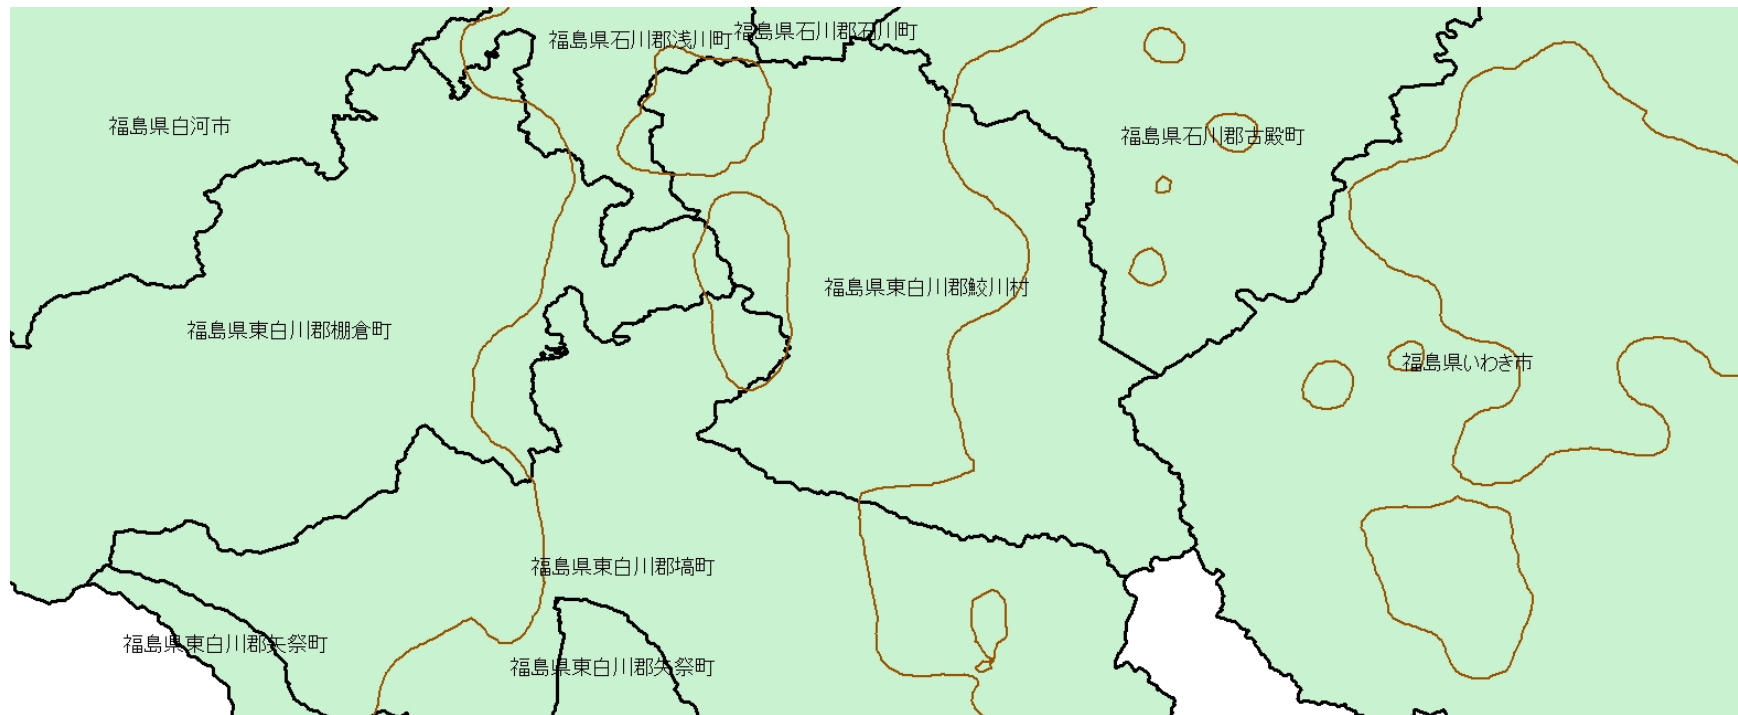 福島県石川郡石川町
福島県石川郡浅川町
福島県白河市
福島県石川郡古殿町
福島県東白川郡鮫川村
福島県東白川郡棚倉町
福島県いわき市
福島県東白川郡塙町
福島県東白川郡矢祭町
福島県東白川郡矢祭町